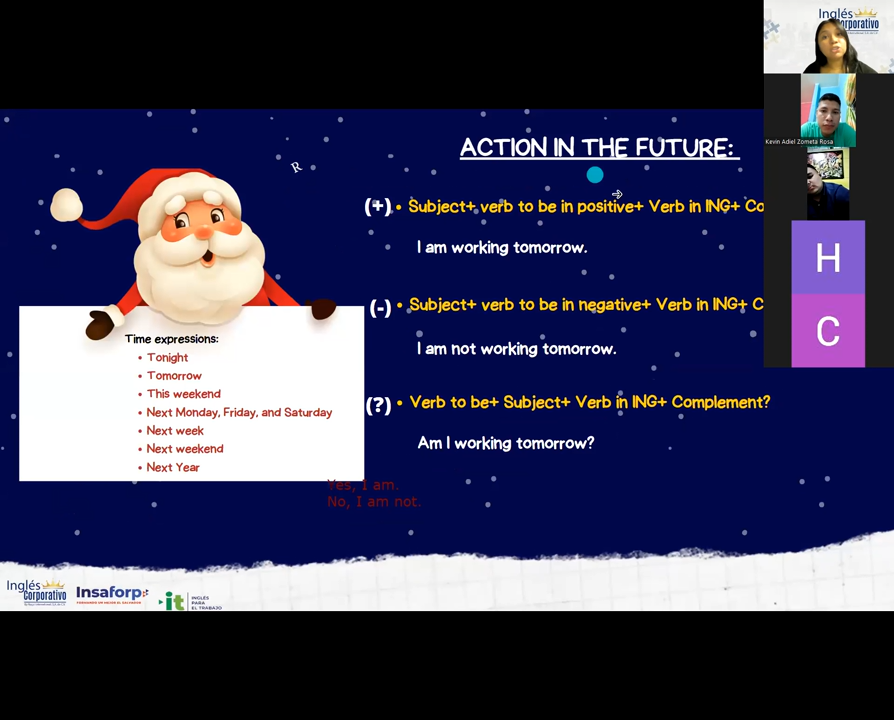 Inglés
Corporativo
Kevin Adiel Zometa Rosa
H
C
ACTION IN THE FUTURE:
R
(+) • Subject+ verb to be in positive+ Verb in ING+ Co
I am working tomorrow.
(-) • Subject+ verb to be in negative+ Verb in ING+ C
I am not working tomorrow.
(?) • Verb to be+ Subject+ Verb in ING+ Complement?
Am I working tomorrow?
Time expressions:
• Tonight
• Tomorrow
• This weekend
• Next Monday, Friday, and Saturday
• Next week
• Next weekend
• Next Year
Yes, I am.
No, I am not.
Inglés
Corporativo
Insaforp
it
INGLÉS
PARA
EL TRABAJO